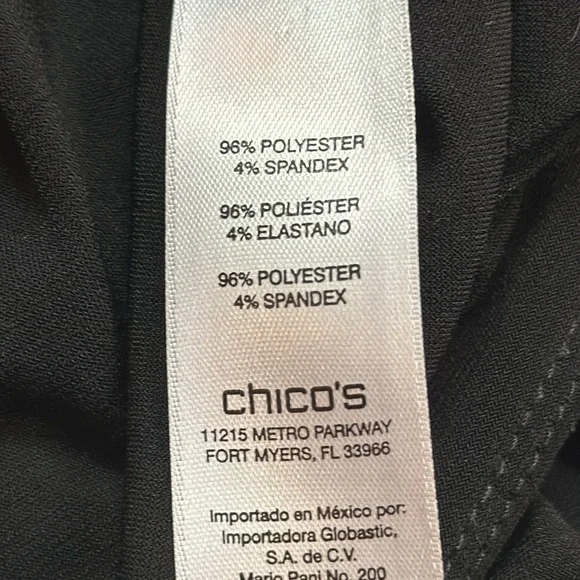 96% POLYESTER
4% SPANDEX
96% POLIÉSTER
4% ELASTANO
96% POLYESTER
4% SPANDEX
chico's
11215 METRO PARKWAY
FORT MYERS, FL 33966
Importado en México por:
Importadora Globastic,
S.A. de C.V.
Mario Pani No. 200